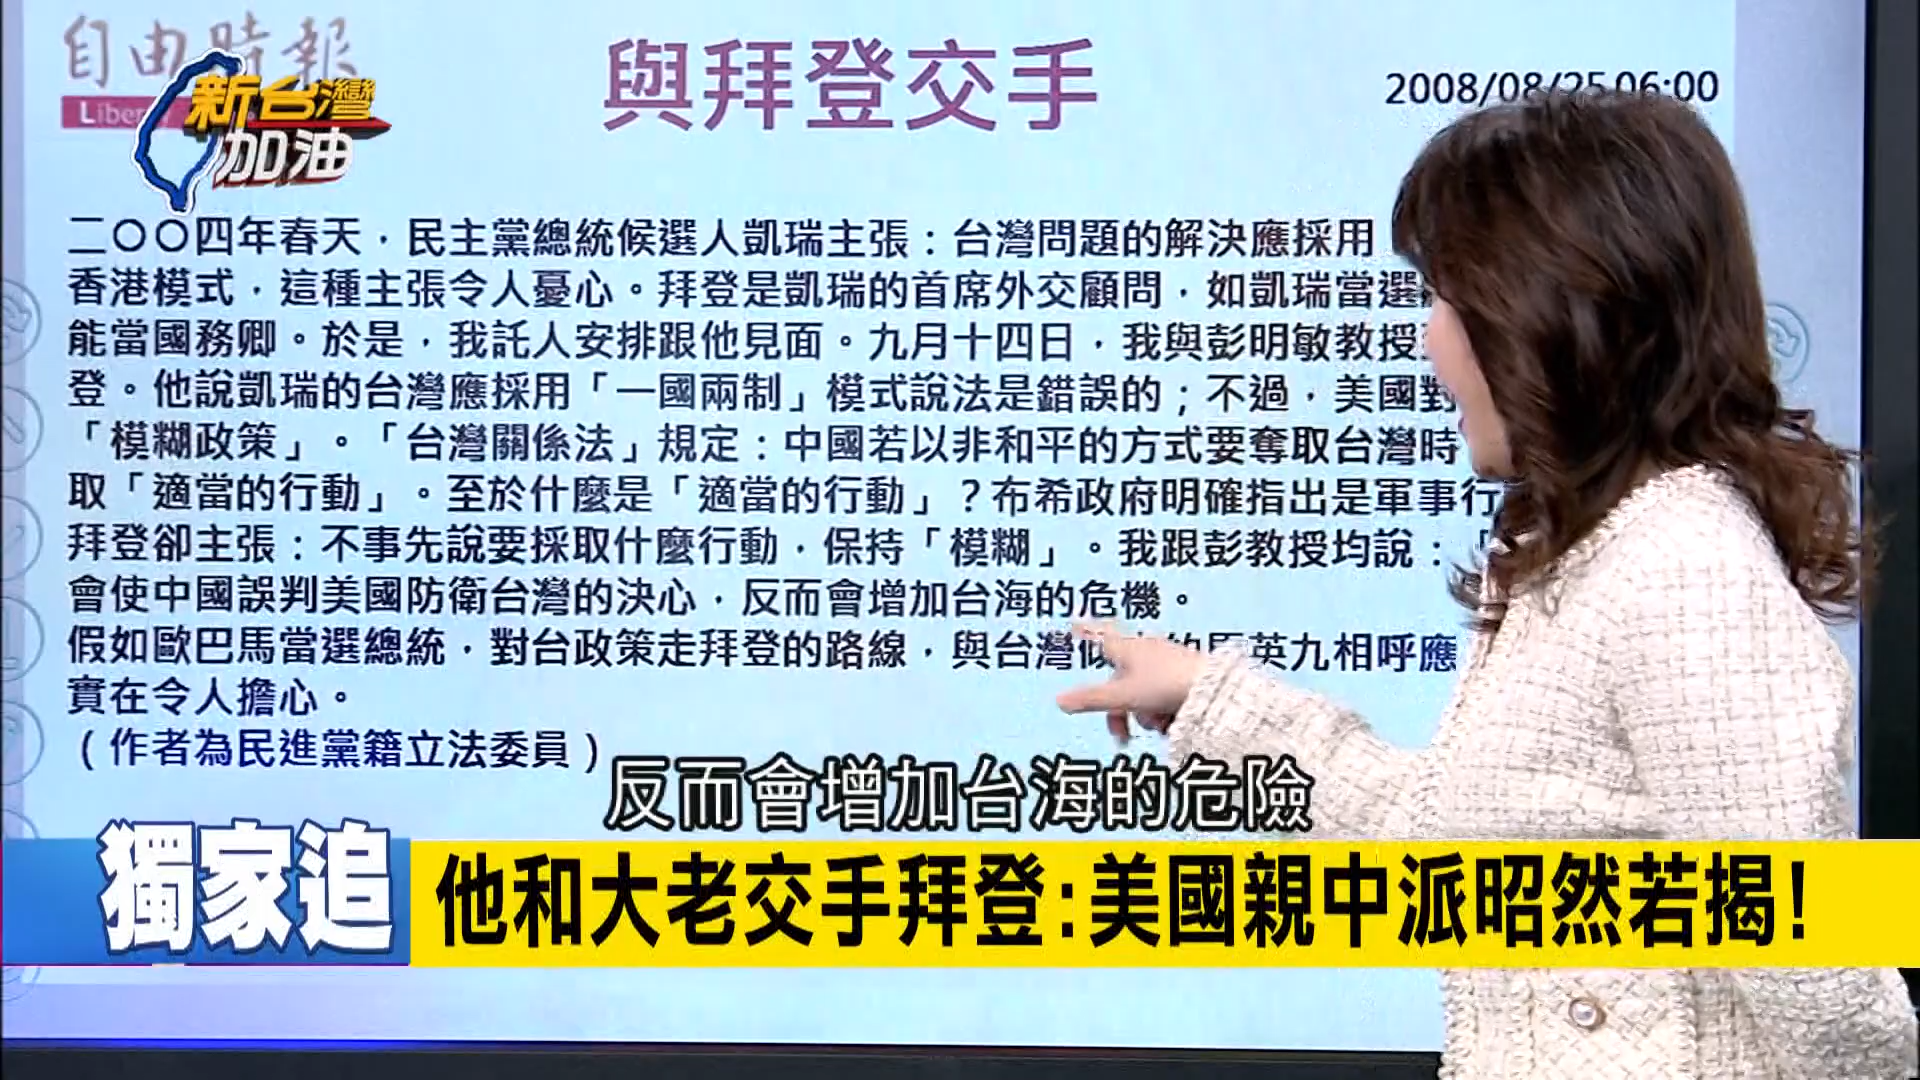 自由時報
Liber
新台灣
加油
與拜登交手
2008/08/25 06:00
二〇〇四年春天，民主黨總統候選人凱瑞主張：台灣問題的解決應採用
香港模式，這種主張令人憂心。拜登是凱瑞的首席外交顧問，如凱瑞當選
能當國務卿。於是，我託人安排跟他見面。九月十四日，我與彭明敏教授
登。他說凱瑞的台灣應採用「一國兩制」模式說法是錯誤的；不過，美國對
「模糊政策」。「台灣關係法」規定：中國若以非和平的方式要奪取台灣時
取「適當的行動」。至於什麼是「適當的行動」？布希政府明確指出是軍事行
拜登卻主張：不事先說要採取什麼行動，保持「模糊」。我跟彭教授均說：「
會使中國誤判美國防衛台灣的決心，反而會增加台海的危機。
假如歐巴馬當選總統，對台政策走拜登的路線，與台灣傾 英九相呼應
實在令人擔心。
（作者為民進黨籍立法委員）
反而會增加台海的危險
獨家追
他和大老交手拜登:美國親中派昭然若揭!